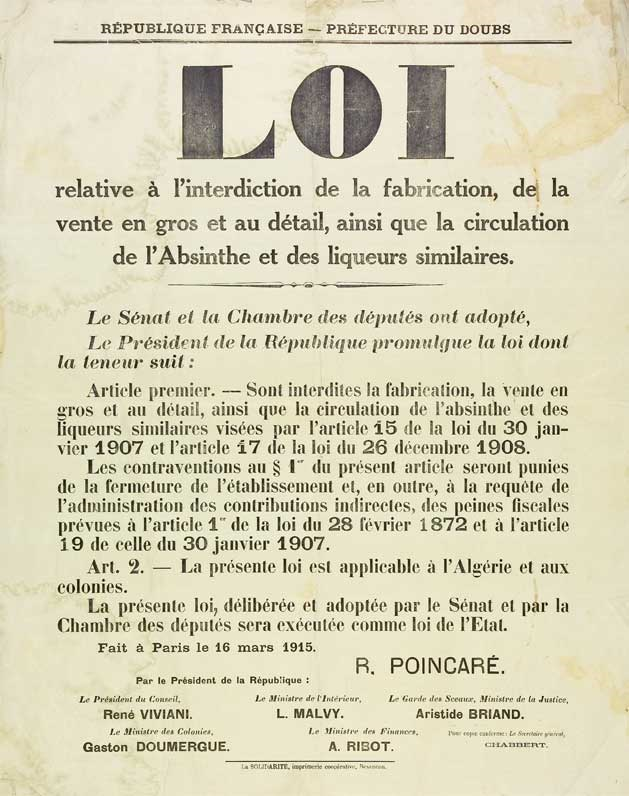 RÉPUBLIQUE FRANÇAISE — PRÉFECTURE DU DOUBS
LOI
relative à l'interdiction de la fabrication, de la
vente en gros et au détail, ainsi que la circulation
de l'Absinthe et des liqueurs similaires.
Le Sénat et la Chambre des députés ont adopté,
Le Président de la République promulgue la loi dont
la teneur suit :
Article premier. — Sont interdites la fabrication, la vente en
gros et au détail, ainsi que la circulation de l'absinthe et des
liqueurs similaires visées par l'article 15 de la loi du 30 jan-
vier 1907 et l'article 17 de la loi du 26 décembre 1908.
Les contraventions au § 1er du présent article seront punies
de la fermeture de l'établissement et, en outre, à la requête de
l'administration des contributions indirectes, des peines fiscales
prévues à l'article 1er de la loi du 28 février 1872 et à l'article
19 de celle du 30 janvier 1907.
Art. 2. — La présente loi est applicable à l'Algérie et aux
colonies.
La présente loi, délibérée et adoptée par le Sénat et par la
Chambre des députés sera exécutée comme loi de l'Etat.
Fait à Paris le 16 mars 1915.
R. POINCARÉ.
Par le Président de la République :
Le Président du Conseil, Le Ministre de l'Intérieur, Le Garde des Sceaux, Ministre de la Justice,
René VIVIANI. L. MALVY. Aristide BRIAND.
Le Ministre des Colonies, Le Ministre des Finances, Pour copie conforme : Le Secrétaire général,
Gaston DOUMERGUE. A. RIBOT. CHABBERT.
La SOLIDARITÉ, imprimerie coopérative, Besançon.